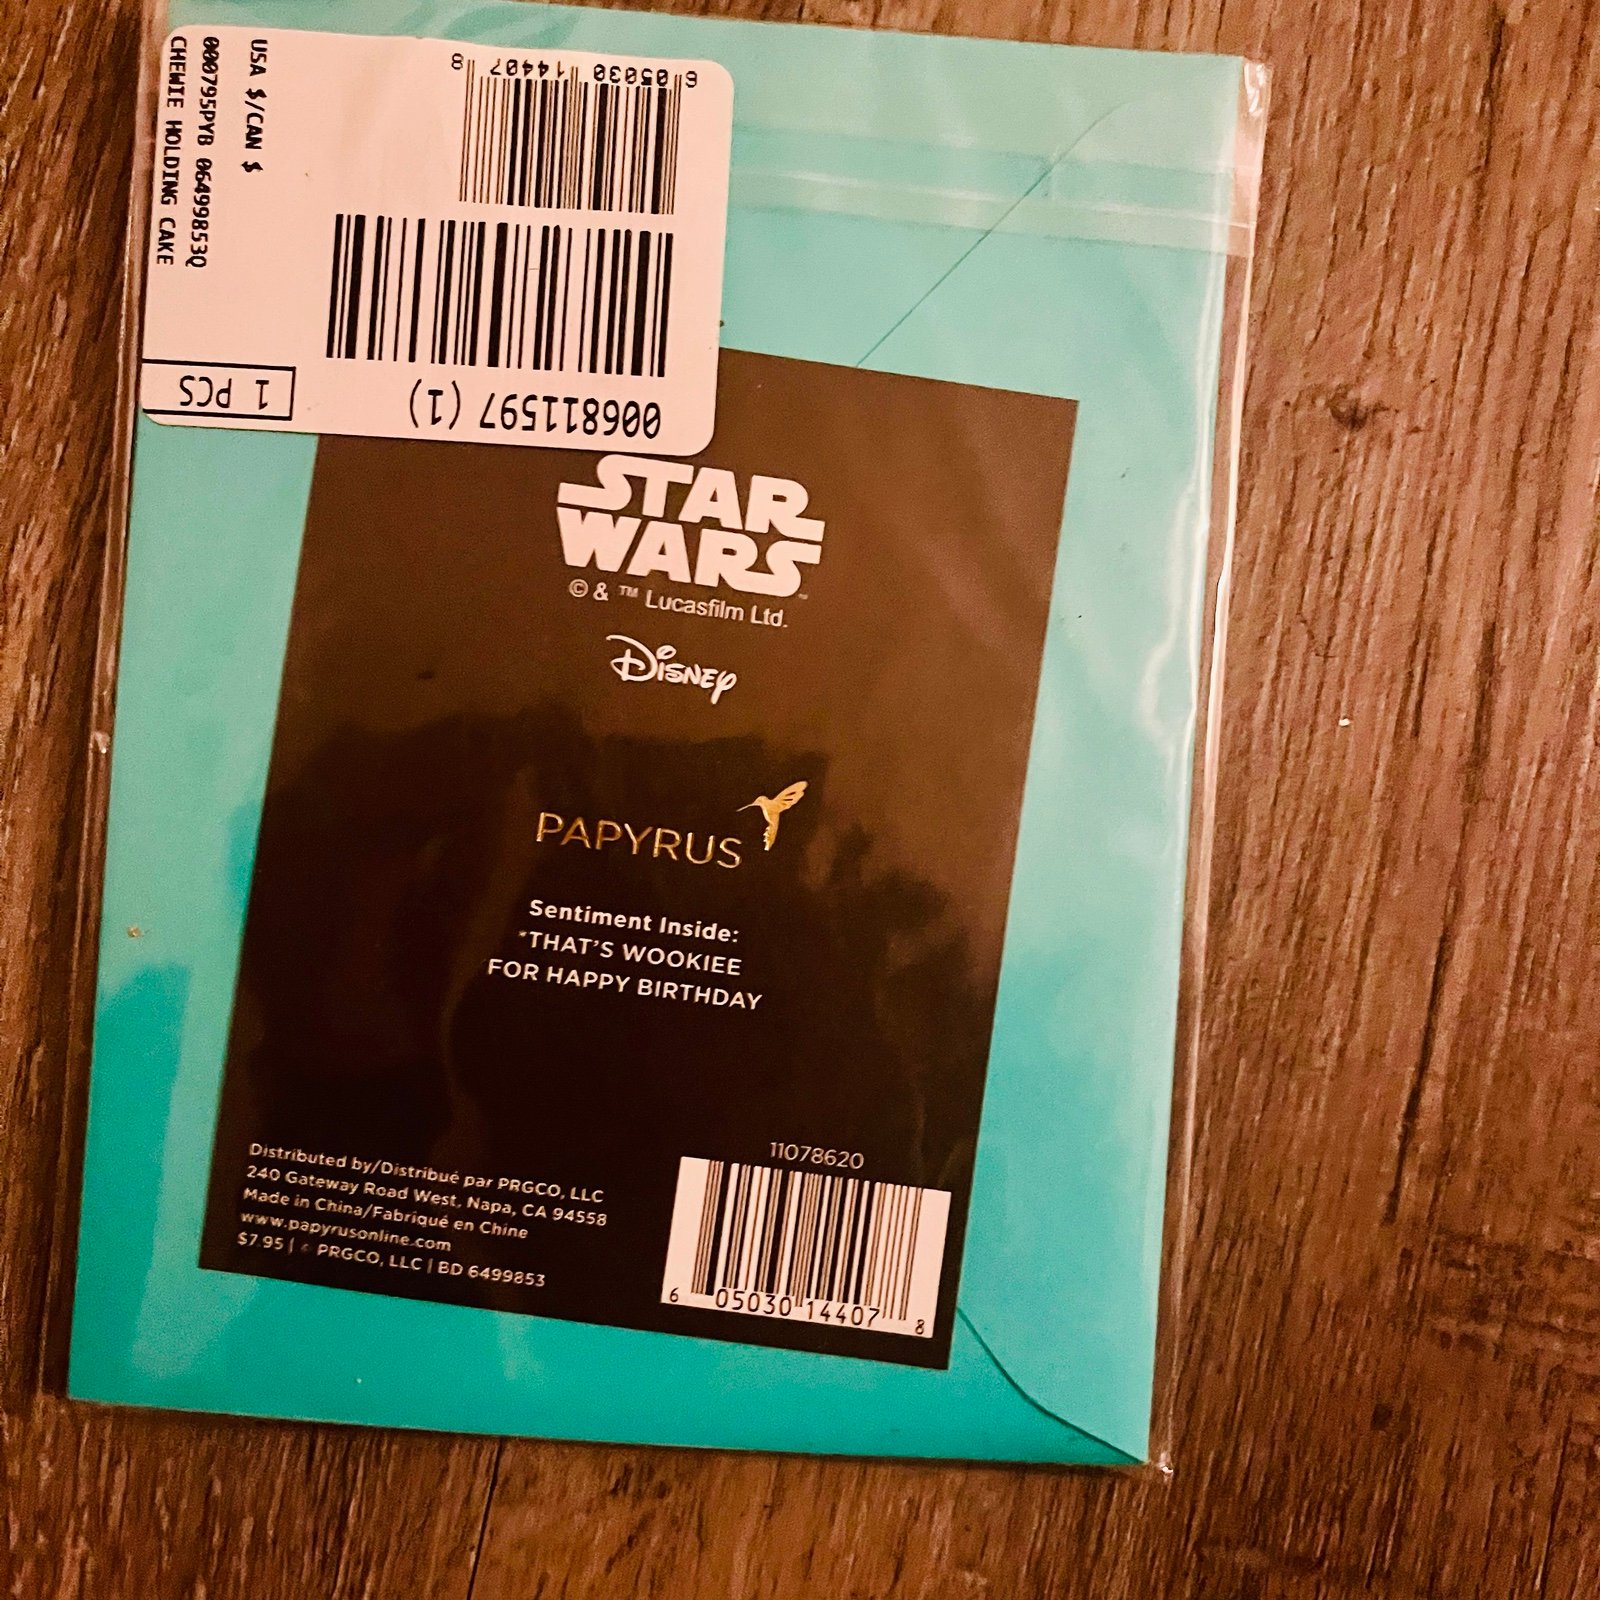 USA $/CAN $
000795PYB 06499853Q
CHEWIE HOLDING CAKE
6 05030 14407 8
006811597 (1)
1 PCS
STAR
WARS
© & ™ Lucasfilm Ltd.
Disney
PAPYRUS
Sentiment Inside:
*THAT'S WOOKIEE
FOR HAPPY BIRTHDAY
Distributed by/Distribué par PRGCO, LLC
240 Gateway Road West, Napa, CA 94558
Made in China/Fabriqué en Chine
www.papyrusonline.com
$7.95 | © PRGCO, LLC | BD 6499853
11078620
6 05030 14407 8